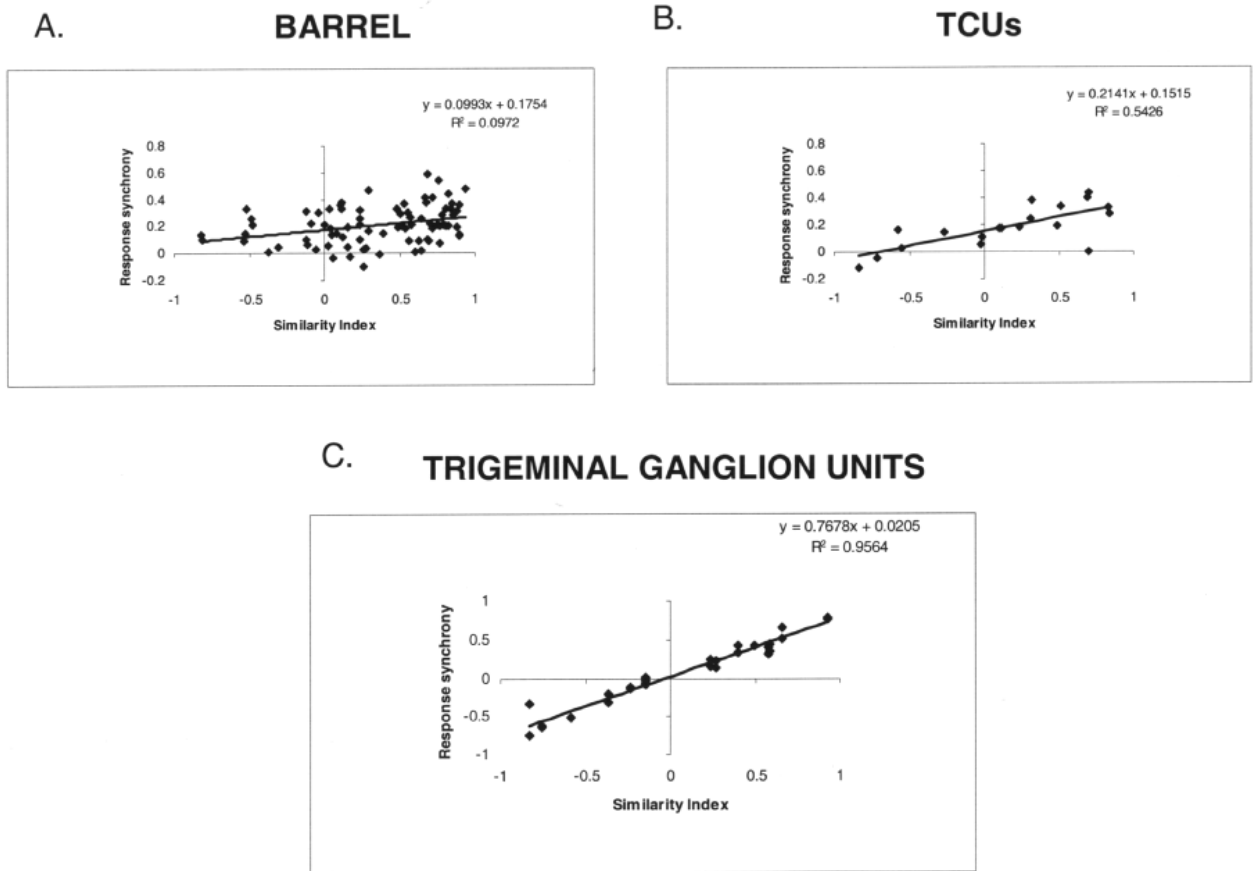 A.
BARREL
y = 0.0993x + 0.1754
R² = 0.0972
Response synchrony
0.8
0.6
0.4
0.2
0
-0.2
-1
-0.5
0
0.5
1
Similarity Index
B.
TCUs
y = 0.2141x + 0.1515
R² = 0.5426
Response synchrony
0.8
0.6
0.4
0.2
0
-0.2
-1
-0.5
0
0.5
1
Similarity Index
C.
TRIGEMINAL GANGLION UNITS
y = 0.7678x + 0.0205
R² = 0.9564
Response synchrony
1
0.5
0
-0.5
-1
-1
-0.5
0
0.5
1
Similarity Index